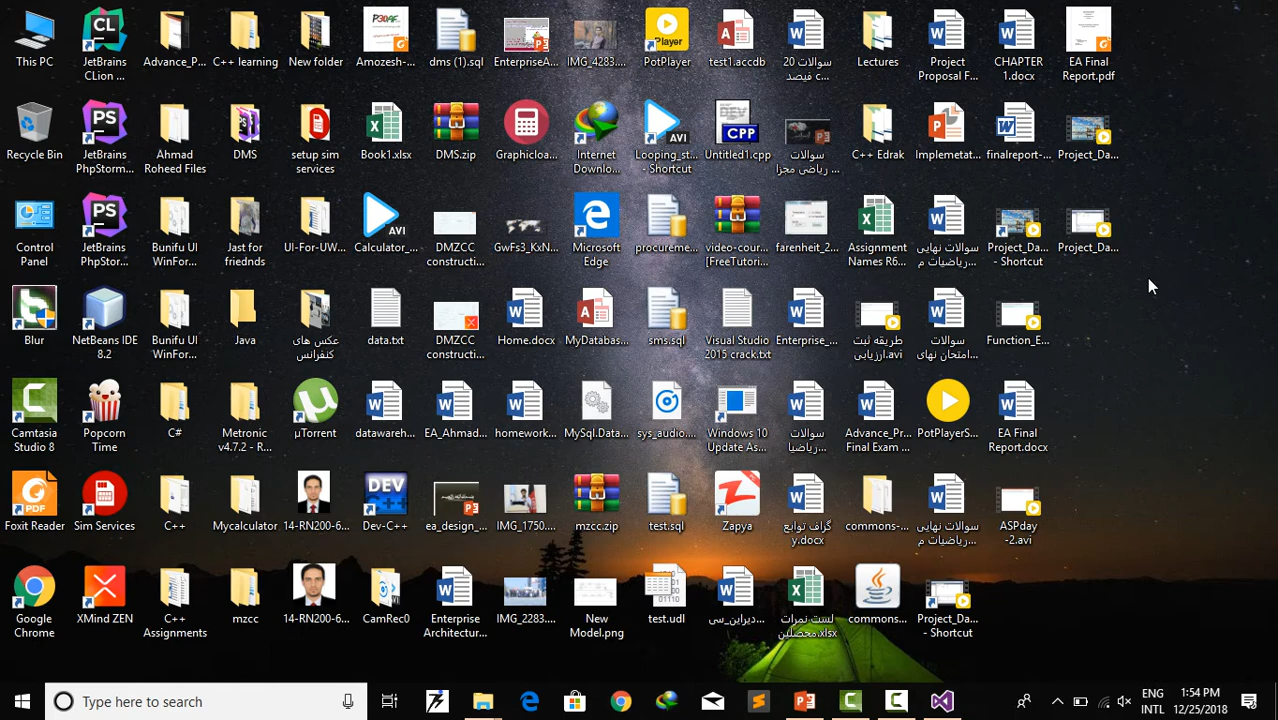 This PC
JetBrains CLion ...
Advance_P...
C++ learning
New folder
Amozesh-...
dms (1).sql
EnterpriseA...
IMG_4283....
PotPlayer
test1.accdb
سوالات 20 فیصد c...
Lectures
Project Proposal F...
CHAPTER 1.docx
EA Final Report.pdf
Recycle Bin
JetBrains PhpStorm...
Ahmad Roheed Files
DMS
setup sim services
Book1.xlsx
DMS.zip
Graphicloa...
Internet Downlo...
Looping_st... - Shortcut
Untitled1.cpp
سوالات ریاضی مجزا ...
C++ Edrak
Implemetat...
finalreport-...
Project_Da...
Control Panel
JetBrains PhpStor...
Bunifu UI WinFor...
Jast for friednds
UI-For-UW...
Calculator_...
DMZCC constructi...
GwFs3_KxN...
Microsoft Edge
procureme...
video-cour... [FreeTutori...
farenheit_2...
Assignment Names R6...
سوالات نهایی ریاضیات م...
Project_Da... - Shortcut
Project_Da...
Blur
NetBeans IDE 8.2
Bunifu UI WinFor...
Java
عکس های کنفرانس
data.txt
DMZCC constructi...
Home.docx
MyDatabas...
sms.sql
Visual Studio 2015 crack.txt
Enterprise_...
طریقه ثبت ارزیابی.avi
سوالات امتحان نهای...
Function_E...
Camtasia Studio 8
Popcorn Time
C#
Metronic v4.7.2 - R...
µTorrent
datawareh...
EA_Ahmad...
homework...
MySql.Data...
sys_audio....
Windows 10 Update As...
سوالات ریاضیا...
Advance_Pr... Final Exam ...
PotPlayerS...
EA Final Report.docx
Foxit Reader
Sim Services
C++
Mycalculator
14-RN200-6...
Dev-C++
ea_design_...
IMG_1750....
mzcc.zip
test.sql
Zapya
گراف توابع y.docx
commons-...
سوالات نهایی ریاضیات م...
ASPday -2.avi
Google Chrome
XMind ZEN
C++ Assignments
mzcc
14-RN200-6...
CamRec0
Enterprise Architectur...
IMG_2283....
New Model.png
test.udl
دیراین_سی...
لست نمرات محصلین.xlsx
commons...
Project_Da... - Shortcut
Type here to search
ENG
INTL
1:54 PM
12/25/2018